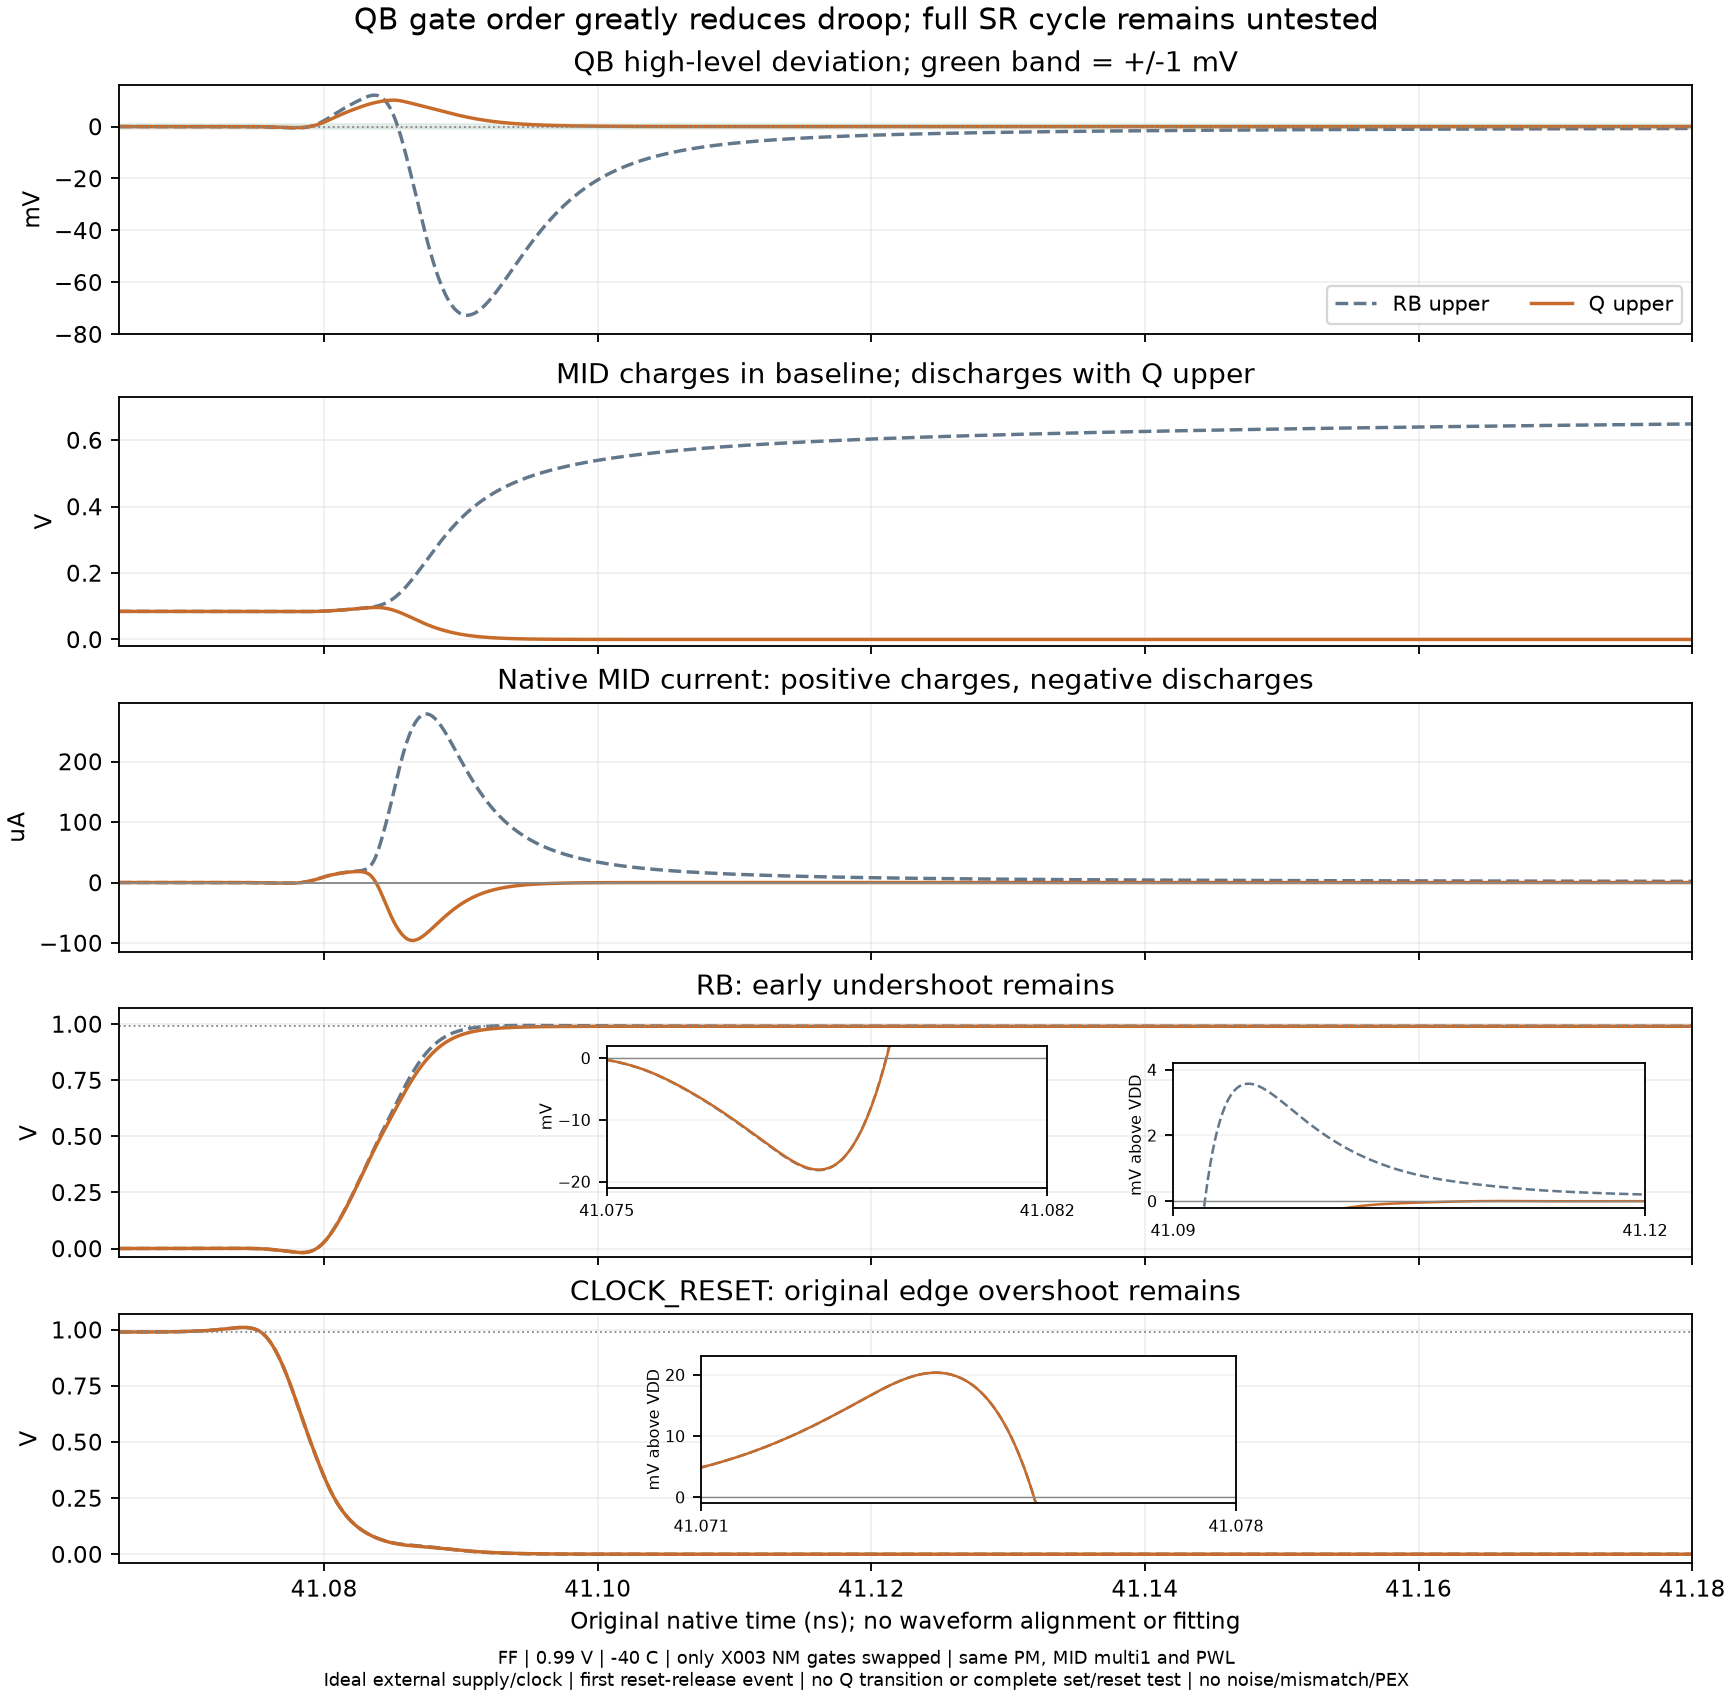 QB gate order greatly reduces droop; full SR cycle remains untested
QB high-level deviation; green band = +/-1 mV
0
−20
−40
−60
−80
mV
RB upper
Q upper
MID charges in baseline; discharges with Q upper
0.6
0.4
0.2
0.0
V
Native MID current: positive charges, negative discharges
200
100
0
−100
uA
RB: early undershoot remains
1.00
0.75
0.50
0.25
0.00
V
0
−10
−20
mV
41.075
41.082
4
2
0
mV above VDD
41.09
41.12
CLOCK_RESET: original edge overshoot remains
1.00
0.75
0.50
0.25
0.00
V
20
10
0
mV above VDD
41.071
41.078
41.08
41.10
41.12
41.14
41.16
41.18
Original native time (ns); no waveform alignment or fitting
FF | 0.99 V | -40 C | only X003 NM gates swapped | same PM, MID multi1 and PWL
Ideal external supply/clock | first reset-release event | no Q transition or complete set/reset test | no noise/mismatch/PEX